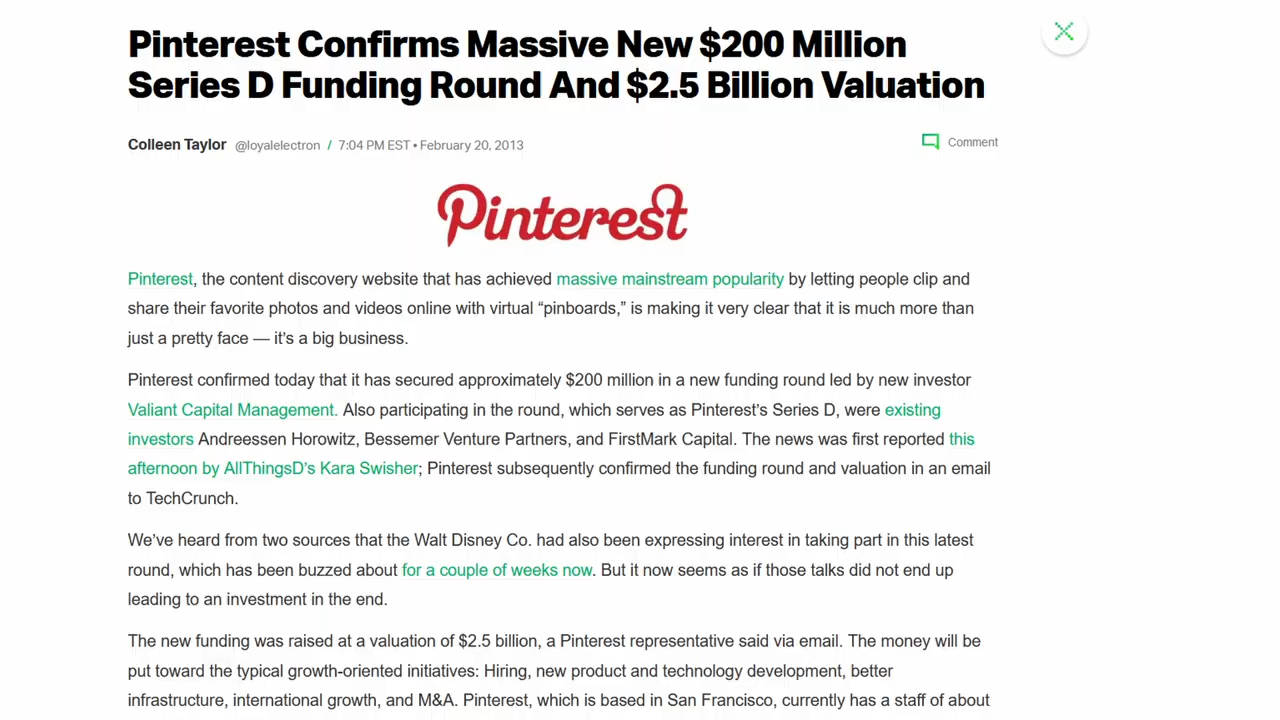 Pinterest Confirms Massive New $200 Million
Series D Funding Round And $2.5 Billion Valuation
Colleen Taylor @loyalelectron / 7:04 PM EST • February 20, 2013
Comment
Pinterest
Pinterest, the content discovery website that has achieved massive mainstream popularity by letting people clip and
share their favorite photos and videos online with virtual “pinboards,” is making it very clear that it is much more than
just a pretty face — it’s a big business.
Pinterest confirmed today that it has secured approximately $200 million in a new funding round led by new investor
Valiant Capital Management. Also participating in the round, which serves as Pinterest’s Series D, were existing
investors Andreessen Horowitz, Bessemer Venture Partners, and FirstMark Capital. The news was first reported this
afternoon by AllThingsD’s Kara Swisher; Pinterest subsequently confirmed the funding round and valuation in an email
to TechCrunch.
We’ve heard from two sources that the Walt Disney Co. had also been expressing interest in taking part in this latest
round, which has been buzzed about for a couple of weeks now. But it now seems as if those talks did not end up
leading to an investment in the end.
The new funding was raised at a valuation of $2.5 billion, a Pinterest representative said via email. The money will be
put toward the typical growth-oriented initiatives: Hiring, new product and technology development, better
infrastructure, international growth, and M&A. Pinterest, which is based in San Francisco, currently has a staff of about